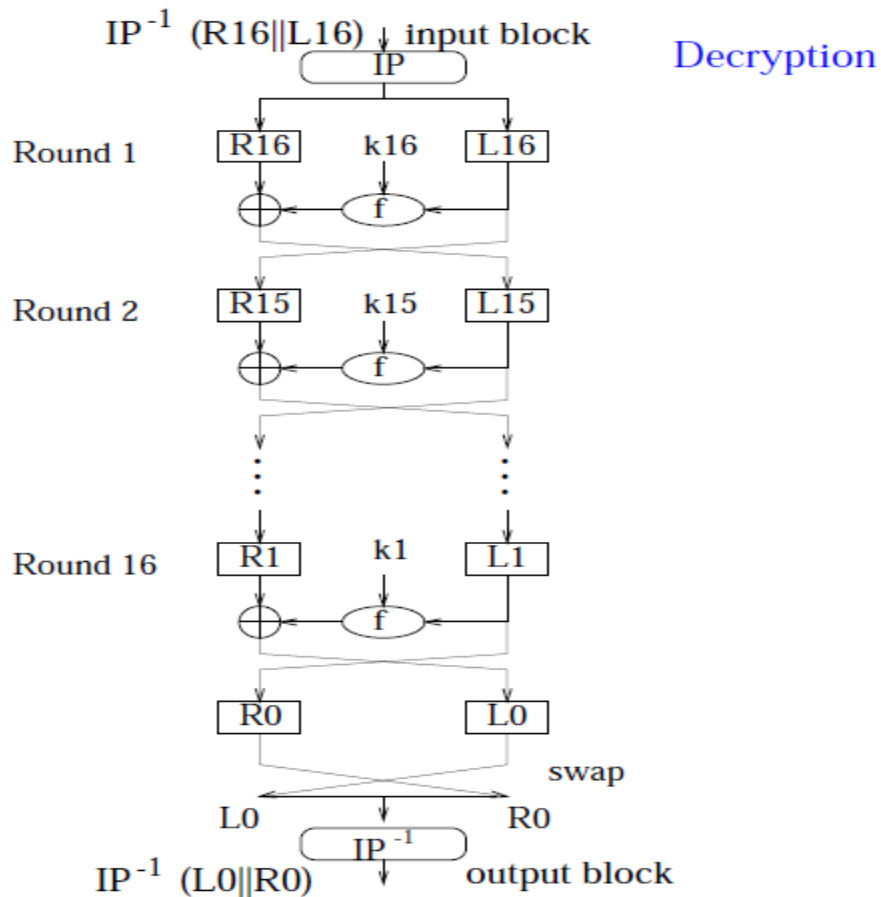 IP⁻¹ (R16||L16) input block
Decryption
IP
Round 1
R16
k16
L16
f
Round 2
R15
k15
L15
f
Round 16
R1
k1
L1
f
R0
L0
swap
L0
R0
IP⁻¹
IP⁻¹ (L0||R0)
output block